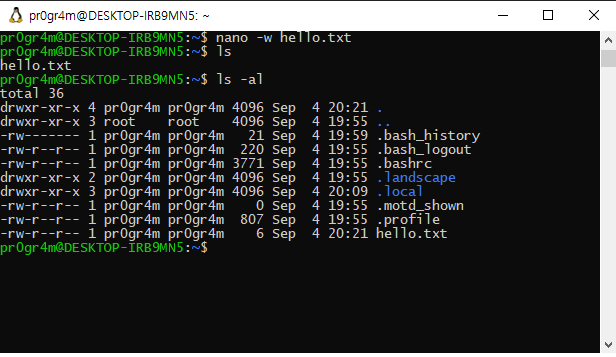 pr0gr4m@DESKTOP-IRB9MN5: ~
pr0gr4m@DESKTOP-IRB9MN5:~$ nano -w hello.txt
pr0gr4m@DESKTOP-IRB9MN5:~$ ls
hello.txt
pr0gr4m@DESKTOP-IRB9MN5:~$ ls -al
total 36
drwxr-xr-x 4 pr0gr4m pr0gr4m 4096 Sep  4 20:21 .
drwxr-xr-x 3 root    root    4096 Sep  4 19:55 ..
-rw------- 1 pr0gr4m pr0gr4m   21 Sep  4 19:59 .bash_history
-rw-r--r-- 1 pr0gr4m pr0gr4m  220 Sep  4 19:55 .bash_logout
-rw-r--r-- 1 pr0gr4m pr0gr4m 3771 Sep  4 19:55 .bashrc
drwxr-xr-x 2 pr0gr4m pr0gr4m 4096 Sep  4 19:55 .landscape
drwxr-xr-x 3 pr0gr4m pr0gr4m 4096 Sep  4 20:09 .local
-rw-r--r-- 1 pr0gr4m pr0gr4m    0 Sep  4 19:55 .motd_shown
-rw-r--r-- 1 pr0gr4m pr0gr4m  807 Sep  4 19:55 .profile
-rw-r--r-- 1 pr0gr4m pr0gr4m    6 Sep  4 20:21 hello.txt
pr0gr4m@DESKTOP-IRB9MN5:~$